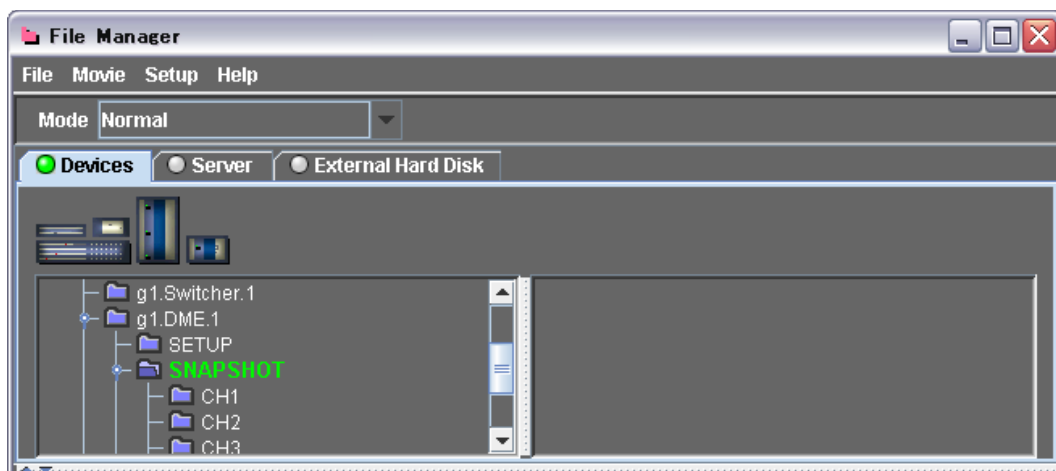 File Manager
File Movie Setup Help
Mode Normal
Devices Server External Hard Disk
g1.Switcher.1
g1.DME.1
SETUP
SNAPSHOT
CH1
CH2
CH3